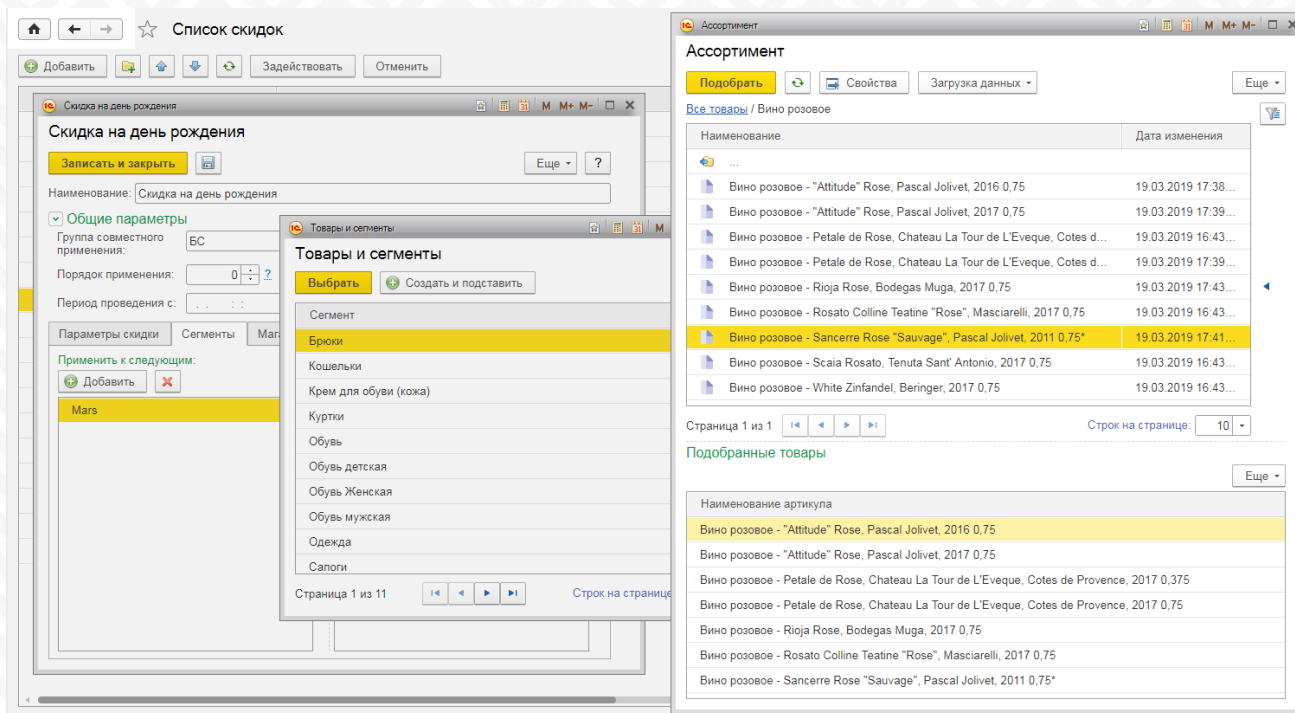 Список скидок
Добавить
Задействовать
Отменить
1С Скидка на день рождения
M M+ M-
Скидка на день рождения
Записать и закрыть
Еще
?
Наименование: Скидка на день рождения
Общие параметры
Группа совместного применения:
БС
Порядок применения:
0
?
Период проведения с:
. . : :
Параметры скидки
Сегменты
Маг
Применить к следующим:
Добавить
Mars
1С Товары и сегменты
31 M
Товары и сегменты
Выбрать
Создать и подставить
Сегмент
Брюки
Кошельки
Крем для обуви (кожа)
Куртки
Обувь
Обувь детская
Обувь Женская
Обувь мужская
Одежда
Сапоги
Страница 1 из 11
Строк на странице
1С Ассортимент
31 M M+ M-
Ассортимент
Подобрать
Свойства
Загрузка данных
Еще
Все товары / Вино розовое
Наименование Дата изменения
...
Вино розовое - "Attitude" Rose, Pascal Jolivet, 2016 0,75 19.03.2019 17:38...
Вино розовое - "Attitude" Rose, Pascal Jolivet, 2017 0,75 19.03.2019 17:39...
Вино розовое - Petale de Rose, Chateau La Tour de L'Eveque, Cotes d... 19.03.2019 16:43...
Вино розовое - Petale de Rose, Chateau La Tour de L'Eveque, Cotes d... 19.03.2019 17:39...
Вино розовое - Rioja Rose, Bodegas Muga, 2017 0,75 19.03.2019 17:43...
Вино розовое - Rosato Colline Teatine "Rose", Masciarelli, 2017 0,75 19.03.2019 16:43...
Вино розовое - Sancerre Rose "Sauvage", Pascal Jolivet, 2011 0,75* 19.03.2019 17:41...
Вино розовое - Scaia Rosato, Tenuta Sant' Antonio, 2017 0,75 19.03.2019 16:43...
Вино розовое - White Zinfandel, Beringer, 2017 0,75 19.03.2019 16:43...
Страница 1 из 1
Строк на странице: 10
Подобранные товары
Еще
Наименование артикула
Вино розовое - "Attitude" Rose, Pascal Jolivet, 2016 0,75
Вино розовое - "Attitude" Rose, Pascal Jolivet, 2017 0,75
Вино розовое - Petale de Rose, Chateau La Tour de L'Eveque, Cotes de Provence, 2017 0,375
Вино розовое - Petale de Rose, Chateau La Tour de L'Eveque, Cotes de Provence, 2017 0,75
Вино розовое - Rioja Rose, Bodegas Muga, 2017 0,75
Вино розовое - Rosato Colline Teatine "Rose", Masciarelli, 2017 0,75
Вино розовое - Sancerre Rose "Sauvage", Pascal Jolivet, 2011 0,75*